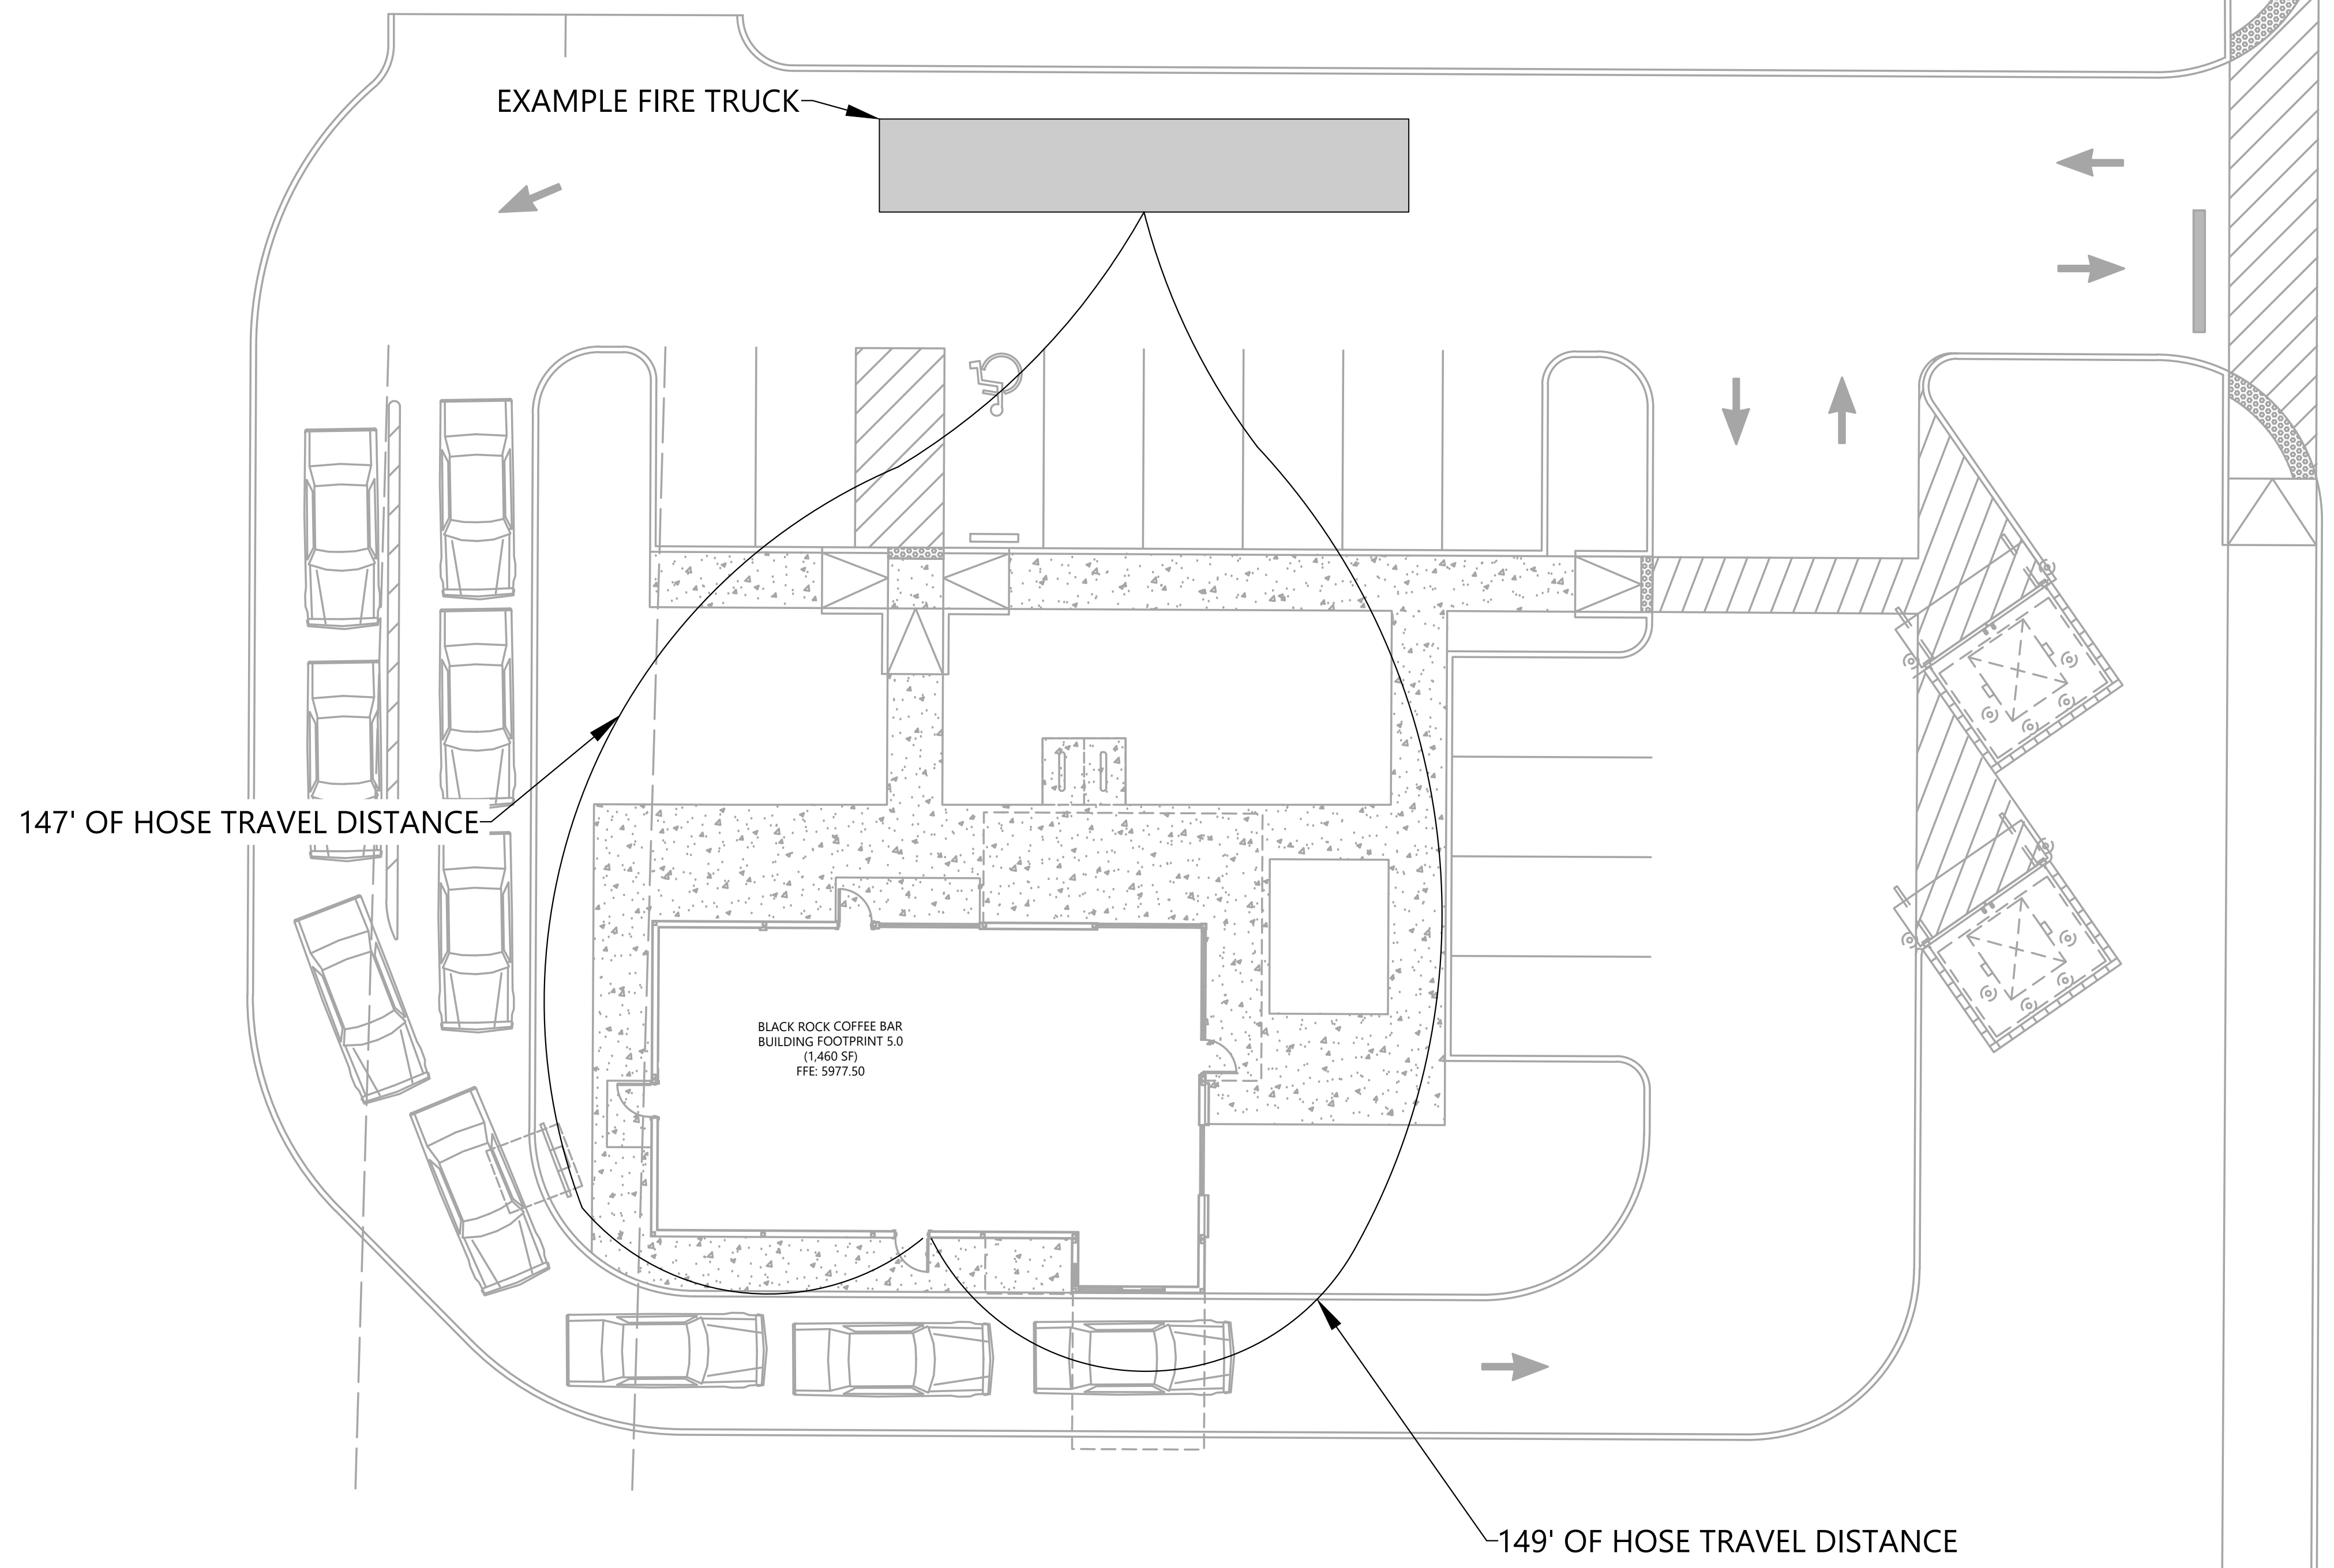 EXAMPLE FIRE TRUCK
147' OF HOSE TRAVEL DISTANCE
BLACK ROCK COFFEE BAR
BUILDING FOOTPRINT 5.0
(1,460 SF)
FFE: 5977.50
149' OF HOSE TRAVEL DISTANCE